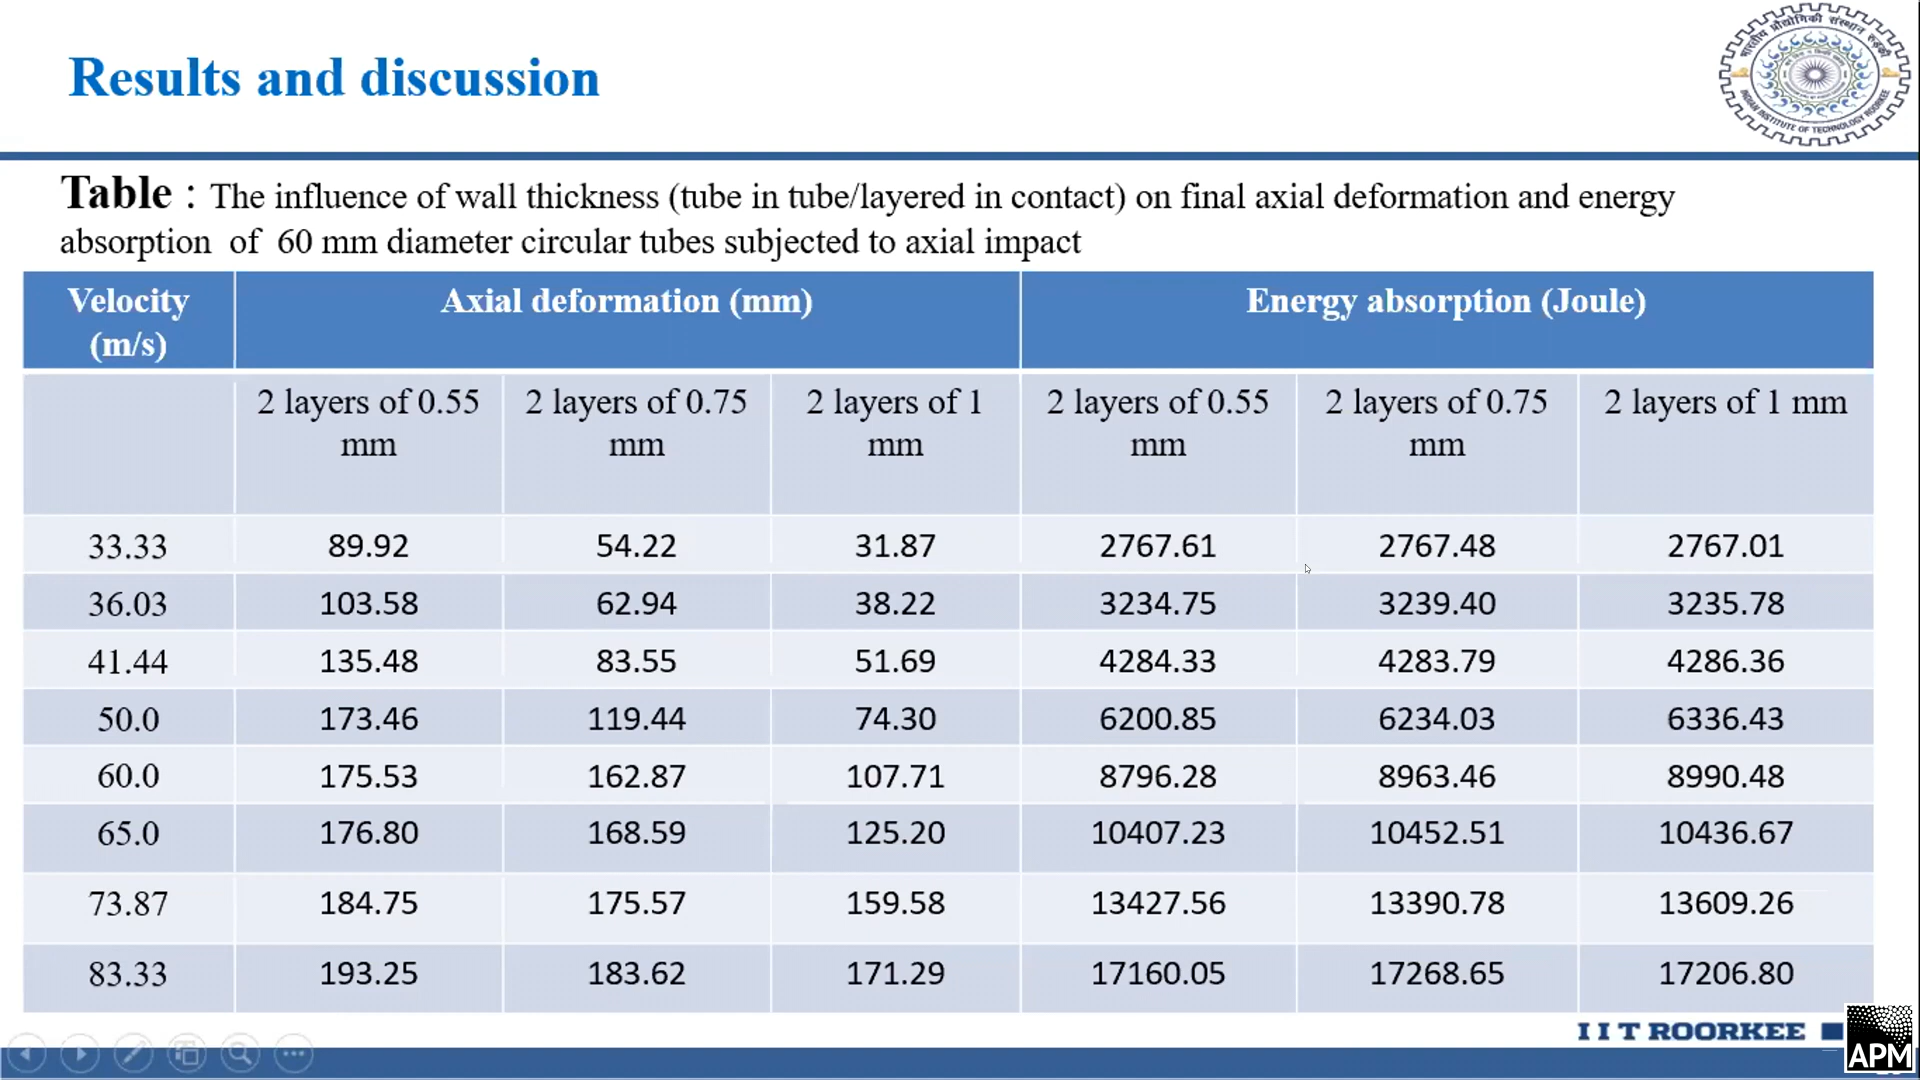 Results and discussion
भारतीय प्रौद्योगिकी संस्थान रुड़की
INDIAN INSTITUTE OF TECHNOLOGY ROORKEE
Table : The influence of wall thickness (tube in tube/layered in contact) on final axial deformation and energy
absorption of 60 mm diameter circular tubes subjected to axial impact
Velocity Axial deformation (mm) Energy absorption (Joule)
(m/s)
2 layers of 0.55 2 layers of 0.75 2 layers of 1 2 layers of 0.55 2 layers of 0.75 2 layers of 1 mm
mm mm mm mm mm
33.33 89.92 54.22 31.87 2767.61 2767.48 2767.01
36.03 103.58 62.94 38.22 3234.75 3239.40 3235.78
41.44 135.48 83.55 51.69 4284.33 4283.79 4286.36
50.0 173.46 119.44 74.30 6200.85 6234.03 6336.43
60.0 175.53 162.87 107.71 8796.28 8963.46 8990.48
65.0 176.80 168.59 125.20 10407.23 10452.51 10436.67
73.87 184.75 175.57 159.58 13427.56 13390.78 13609.26
83.33 193.25 183.62 171.29 17160.05 17268.65 17206.80
I I T ROORKEE
APM